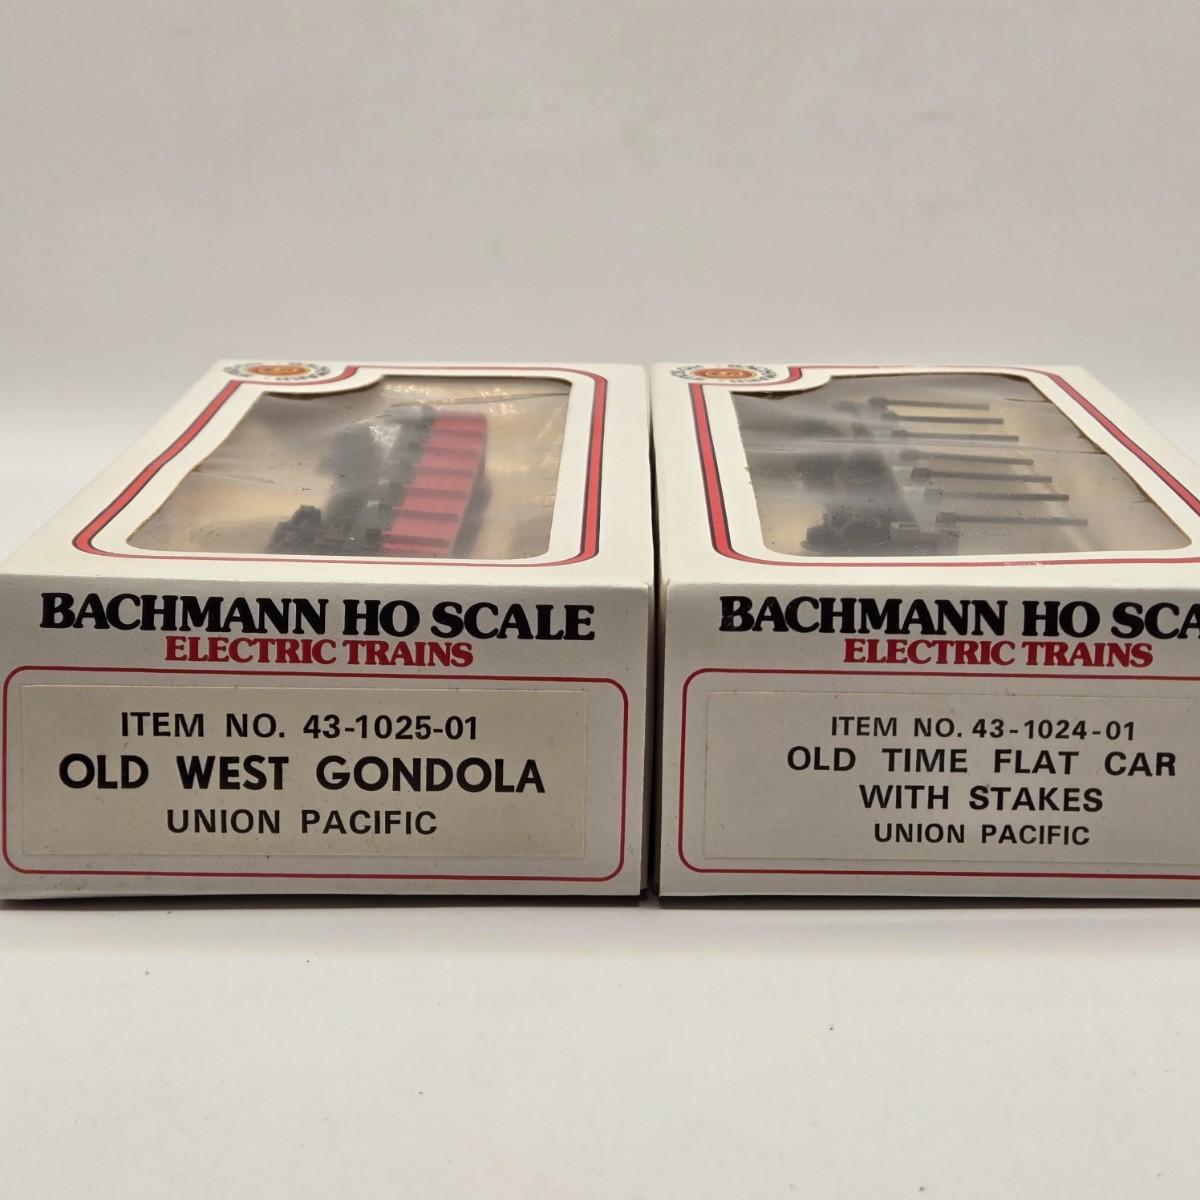 BACHMANN HO SCALE
ELECTRIC TRAINS
ITEM NO. 43-1025-01
OLD WEST GONDOLA
UNION PACIFIC
BACHMANN HO SCA
ELECTRIC TRAINS
ITEM NO. 43-1024-01
OLD TIME FLAT CAR
WITH STAKES
UNION PACIFIC